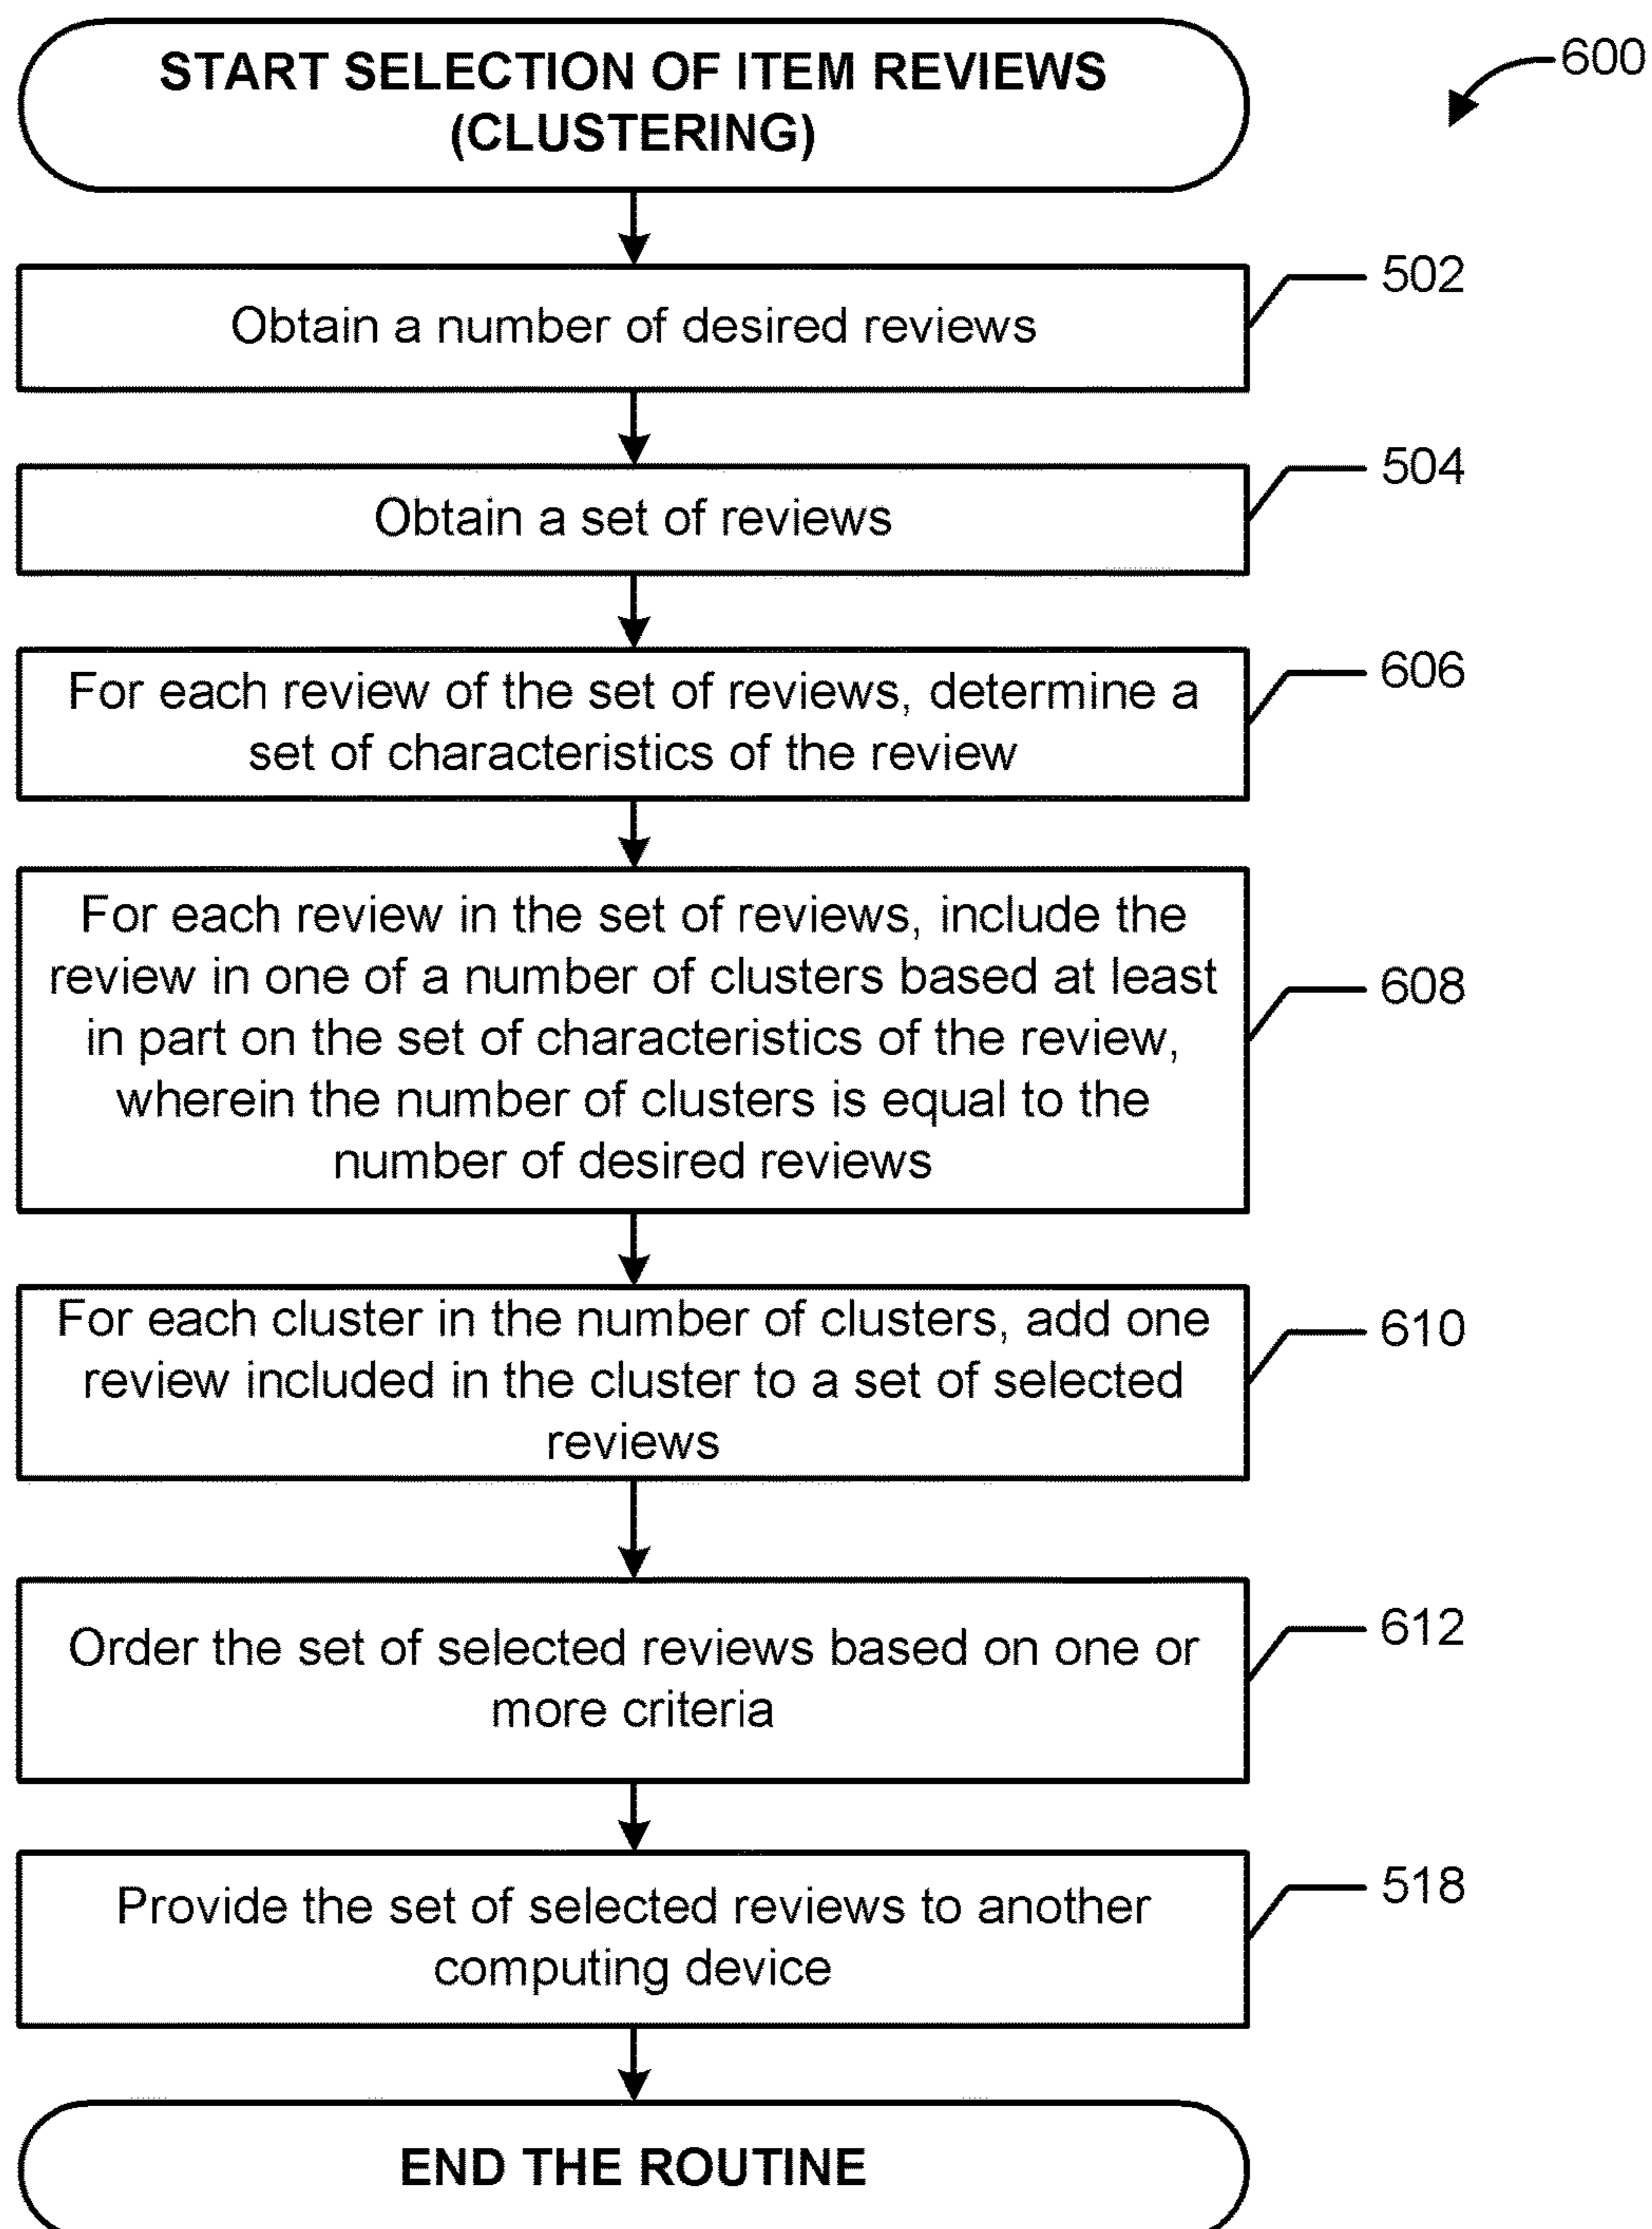 START SELECTION OF ITEM REVIEWS
(CLUSTERING)
600
Obtain a number of desired reviews
502
Obtain a set of reviews
504
For each review of the set of reviews, determine a
set of characteristics of the review
606
For each review in the set of reviews, include the
review in one of a number of clusters based at least
in part on the set of characteristics of the review,
wherein the number of clusters is equal to the
number of desired reviews
608
For each cluster in the number of clusters, add one
review included in the cluster to a set of selected
reviews
610
Order the set of selected reviews based on one or
more criteria
612
Provide the set of selected reviews to another
computing device
518
END THE ROUTINE